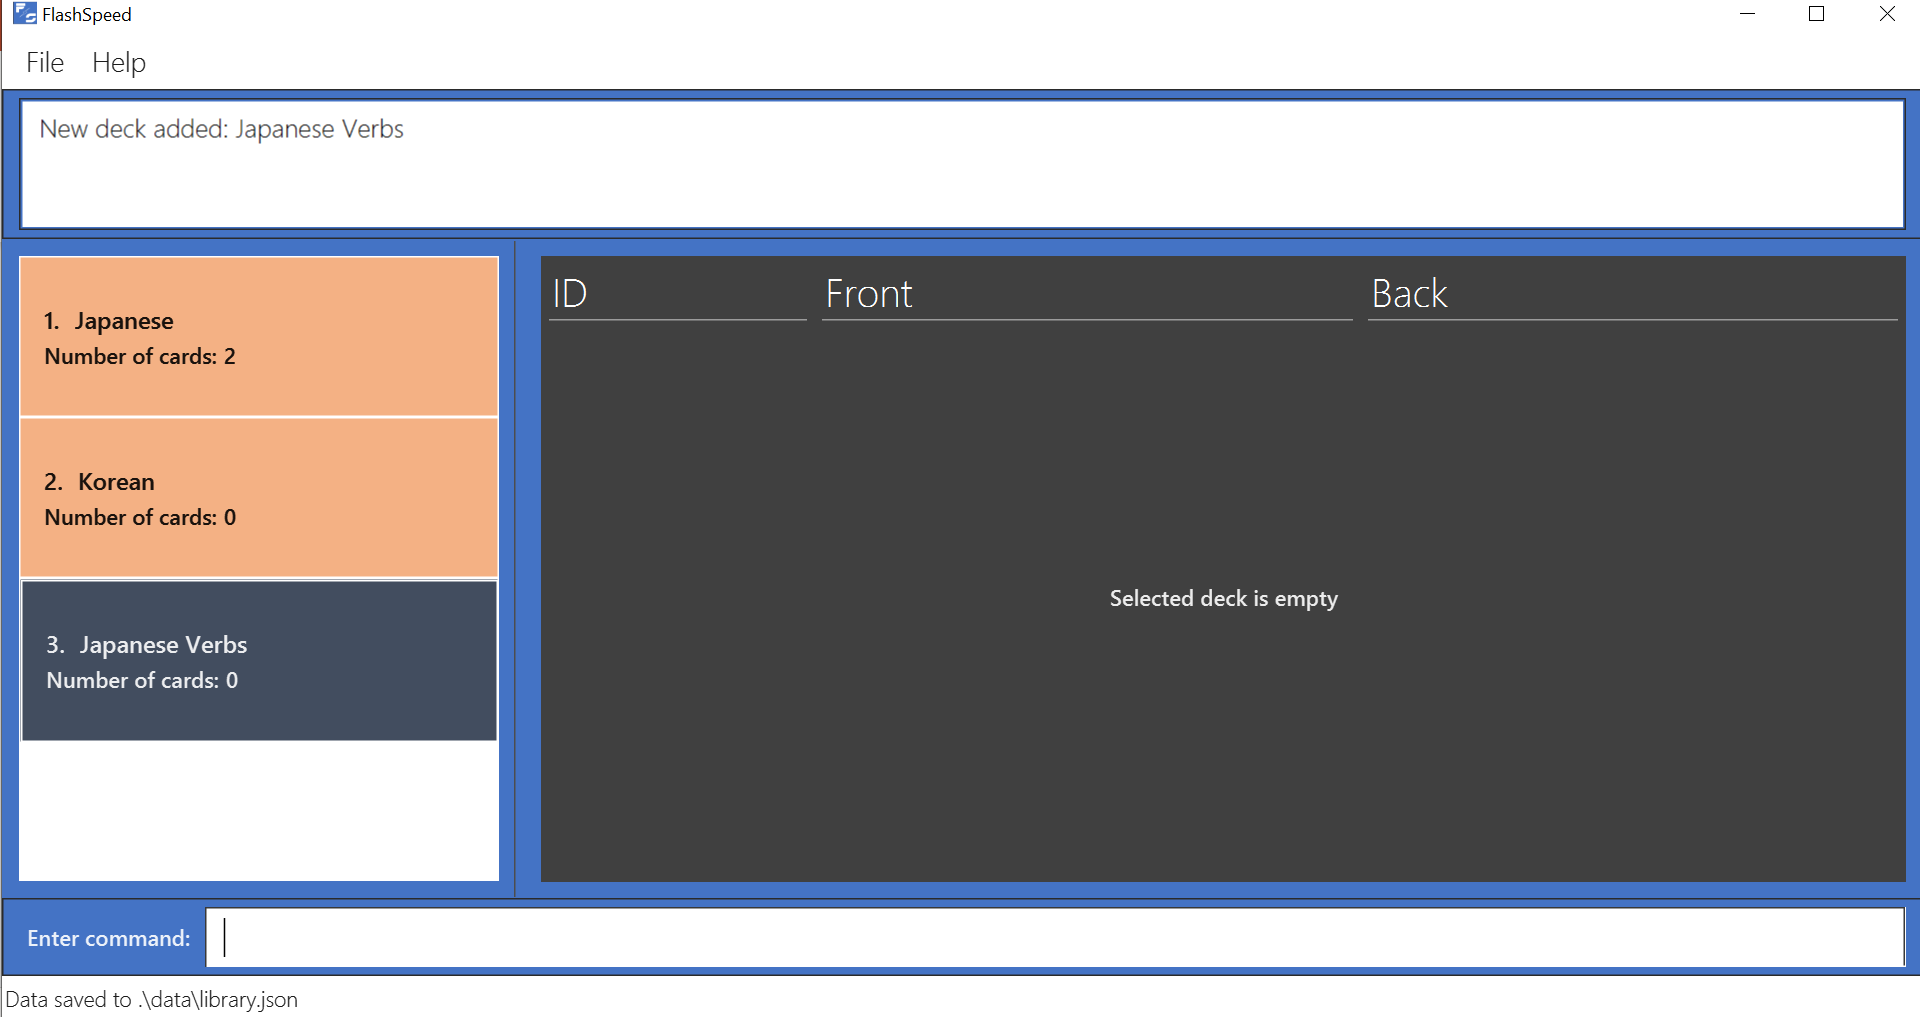 FlashSpeed
File Help
New deck added: Japanese Verbs
1. Japanese
Number of cards: 2
2. Korean
Number of cards: 0
3. Japanese Verbs
Number of cards: 0
ID Front Back
Selected deck is empty
Enter command:
Data saved to .\data\library.json